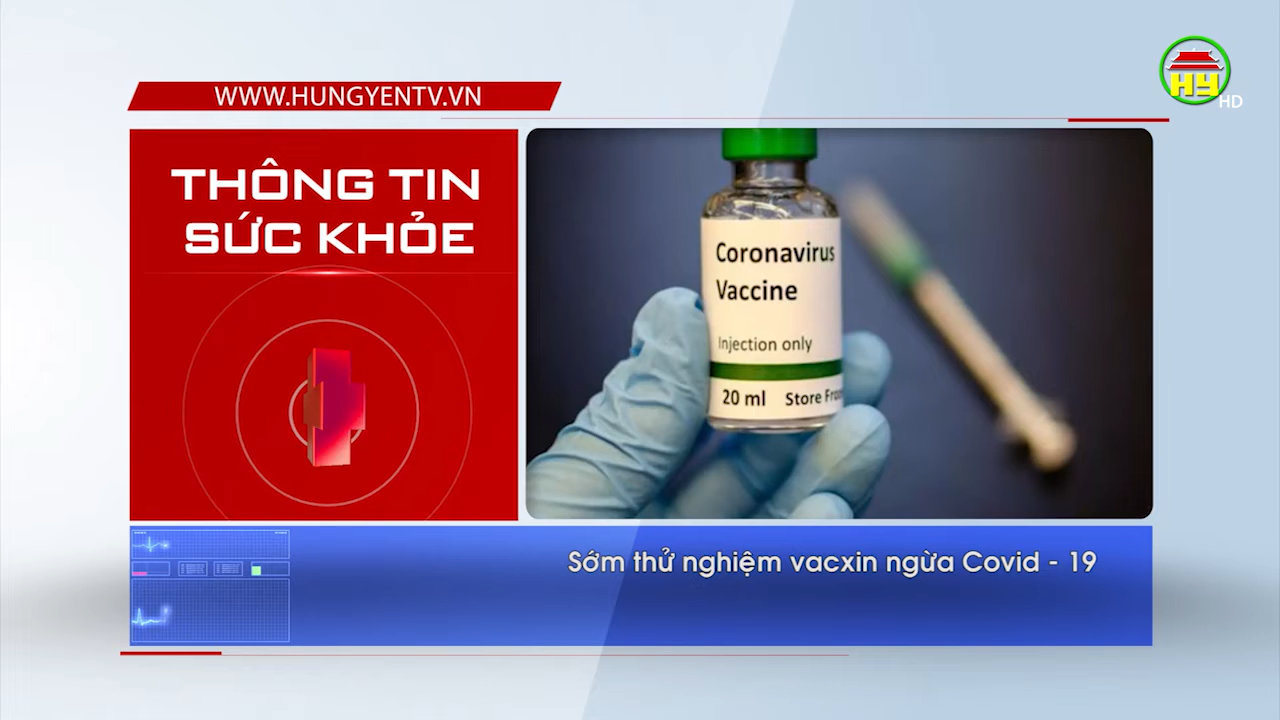 WWW.HUNGYENTV.VN
HY
HD
THÔNG TIN
SỨC KHỎE
Coronavirus
Vaccine
Injection only
20 ml Store
Sớm thử nghiệm vacxin ngừa Covid - 19